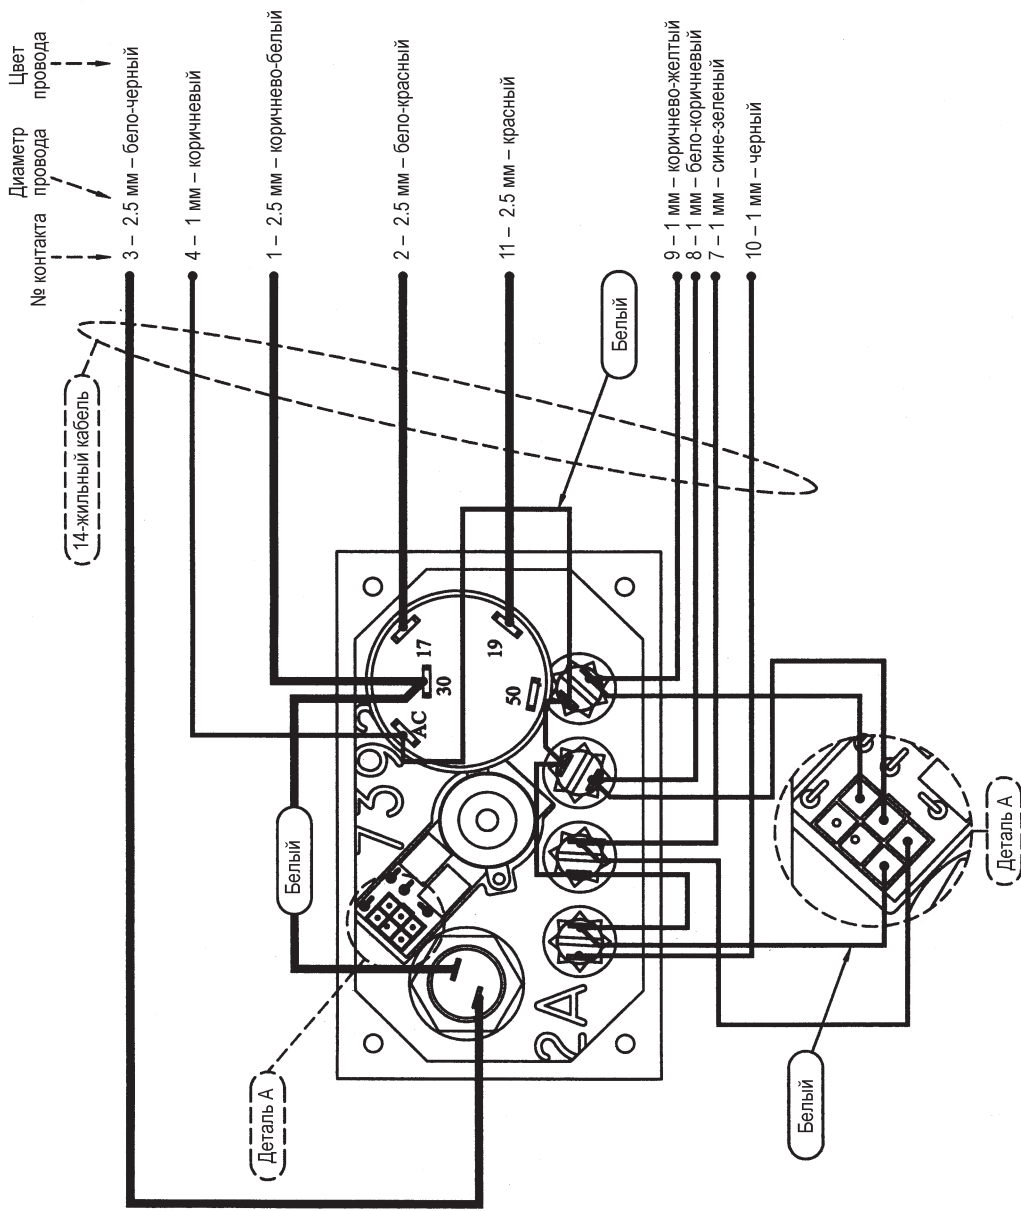 № контакта
Диаметр
провода
Цвет
провода
3 – 2.5 мм – бело-черный
4 – 1 мм – коричневый
1 – 2.5 мм – коричнево-белый
2 – 2.5 мм – бело-красный
11 – 2.5 мм – красный
9 – 1 мм – коричнево-желтый
8 – 1 мм – бело-коричневый
7 – 1 мм – сине-зеленый
10 – 1 мм – черный
14-жильный кабель
Белый
17
19
30
50
AC
Белый
2A
Деталь А
Деталь А
Белый